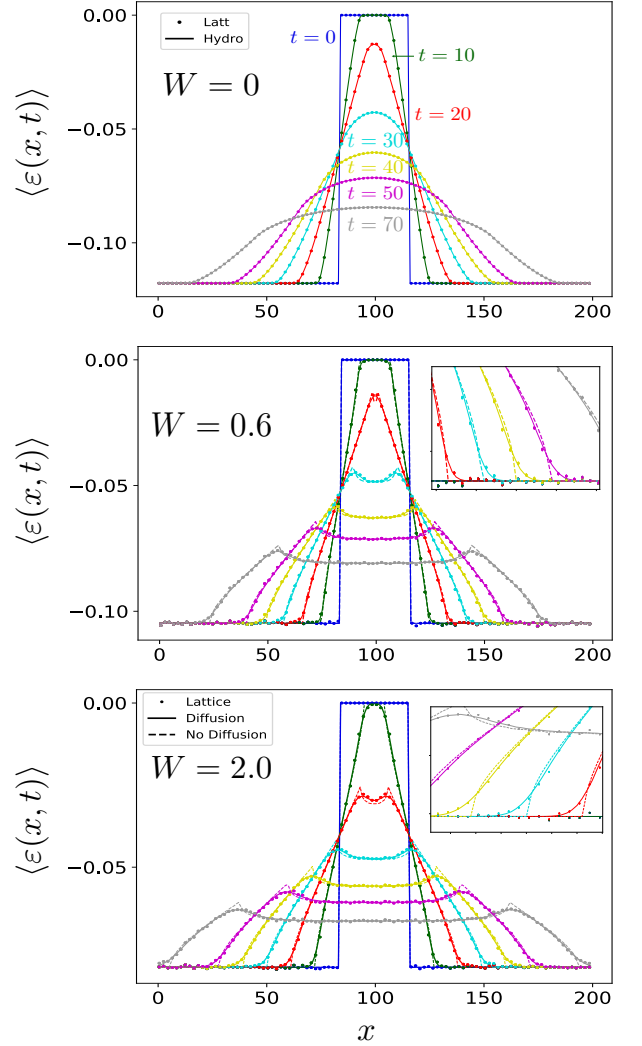 0.00
Latt
Hydro
t = 0
t = 10
W = 0
t = 20
−0.05
t = 30
t = 40
t = 50
t = 70
−0.10
⟨ε(x, t)⟩
0 50 100 150 200
0.00
W = 0.6
−0.05
−0.10
⟨ε(x, t)⟩
0 50 100 150 200
0.00
Lattice
Diffusion
No Diffusion
W = 2.0
−0.05
⟨ε(x, t)⟩
0 50 100 150 200
x